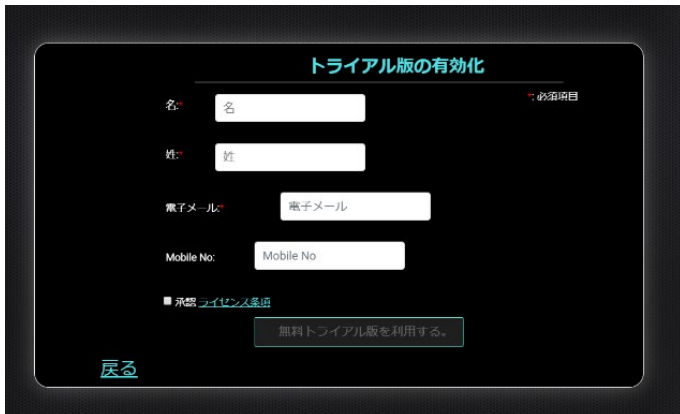 トライアル版の有効化
*: 必須項目
名:* 名
姓:* 姓
電子メール:* 電子メール
Mobile No: Mobile No
承認 ライセンス条項
無料トライアル版を利用する。
戻る